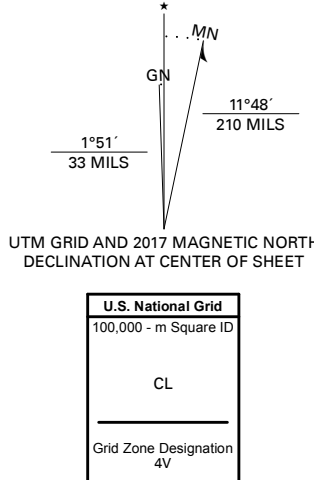 ★
MN
GN
11°48´
210 MILS
1°51´
33 MILS
UTM GRID AND 2017 MAGNETIC NORTH
DECLINATION AT CENTER OF SHEET
U.S. National Grid
100,000 - m Square ID
CL
Grid Zone Designation
4V